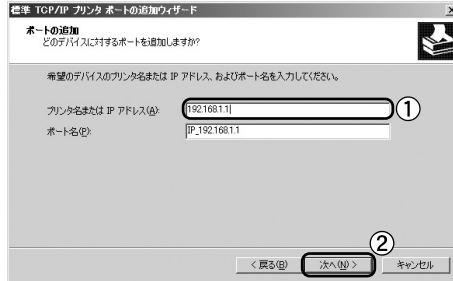 標準 TCP/IP プリンタ ポートの追加ウィザード
ポートの追加
どのデバイスに対するポートを追加しますか?
希望のデバイスのプリンタ名または IP アドレス、およびポート名を入力してください。
プリンタ名または IP アドレス(A):
192.168.1.1
①
ポート名(P):
IP_192.168.1.1
②
< 戻る(B)
次へ(N) >
キャンセル